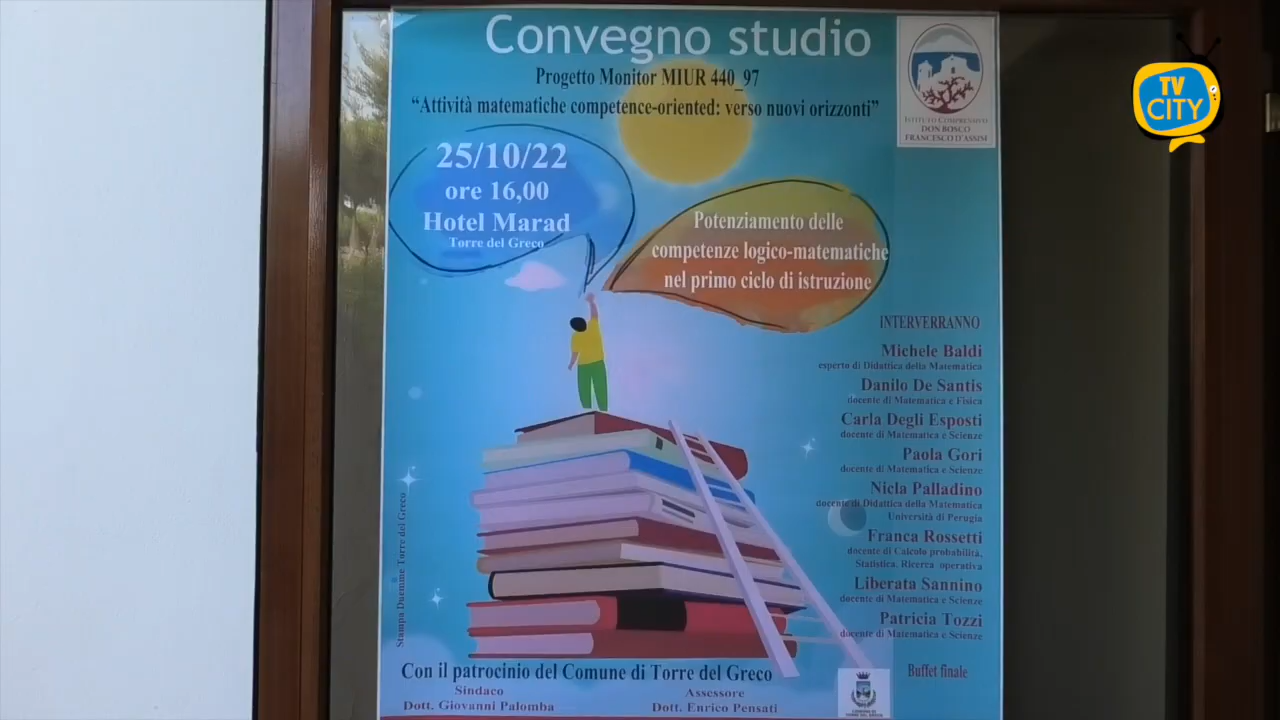 Convegno studio
Progetto Monitor MIUR 440_97
“Attività matematiche competence-oriented: verso nuovi orizzonti”
ISTITUTO COMPRENSIVO
DON BOSCO
FRANCESCO D'ASSISI
TV
CITY
25/10/22
ore 16,00
Hotel Marad
Torre del Greco
Potenziamento delle
competenze logico-matematiche
nel primo ciclo di istruzione
INTERVERRANNO
Michele Baldi
esperto di Didattica della Matematica
Danilo De Santis
docente di Matematica e Fisica
Carla Degli Esposti
docente di Matematica e Scienze
Paola Gori
docente di Matematica e Scienze
Nicla Palladino
docente di Didattica della Matematica
Università di Perugia
Franca Rossetti
docente di Calcolo probabilità,
Statistica, Ricerca operativa
Liberata Sannino
docente di Matematica e Scienze
Patricia Tozzi
docente di Matematica e Scienze
Buffet finale
Stampa Duemme Torre del Greco
Con il patrocinio del Comune di Torre del Greco
Sindaco
Dott. Giovanni Palomba
Assessore
Dott. Enrico Pensati
COMUNE DI
TORRE DEL GRECO